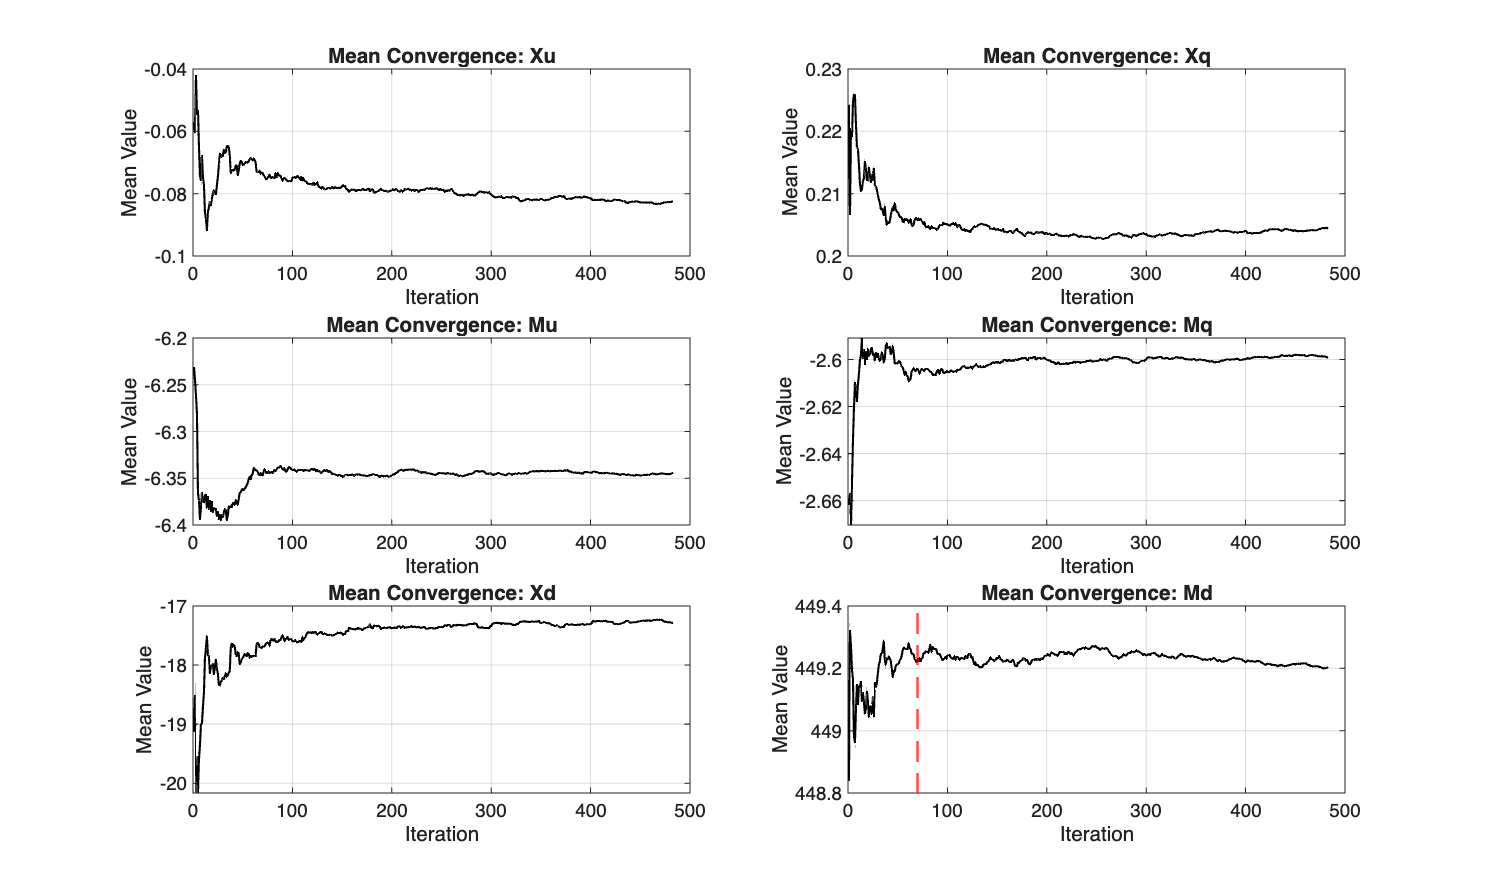 Mean Convergence: Xu
Mean Value
-0.04
-0.06
-0.08
-0.1
0 100 200 300 400 500
Iteration
Mean Convergence: Xq
Mean Value
0.23
0.22
0.21
0.2
0 100 200 300 400 500
Iteration
Mean Convergence: Mu
Mean Value
-6.2
-6.25
-6.3
-6.35
-6.4
0 100 200 300 400 500
Iteration
Mean Convergence: Mq
Mean Value
-2.6
-2.62
-2.64
-2.66
0 100 200 300 400 500
Iteration
Mean Convergence: Xd
Mean Value
-17
-18
-19
-20
0 100 200 300 400 500
Iteration
Mean Convergence: Md
Mean Value
449.4
449.2
449
448.8
0 100 200 300 400 500
Iteration